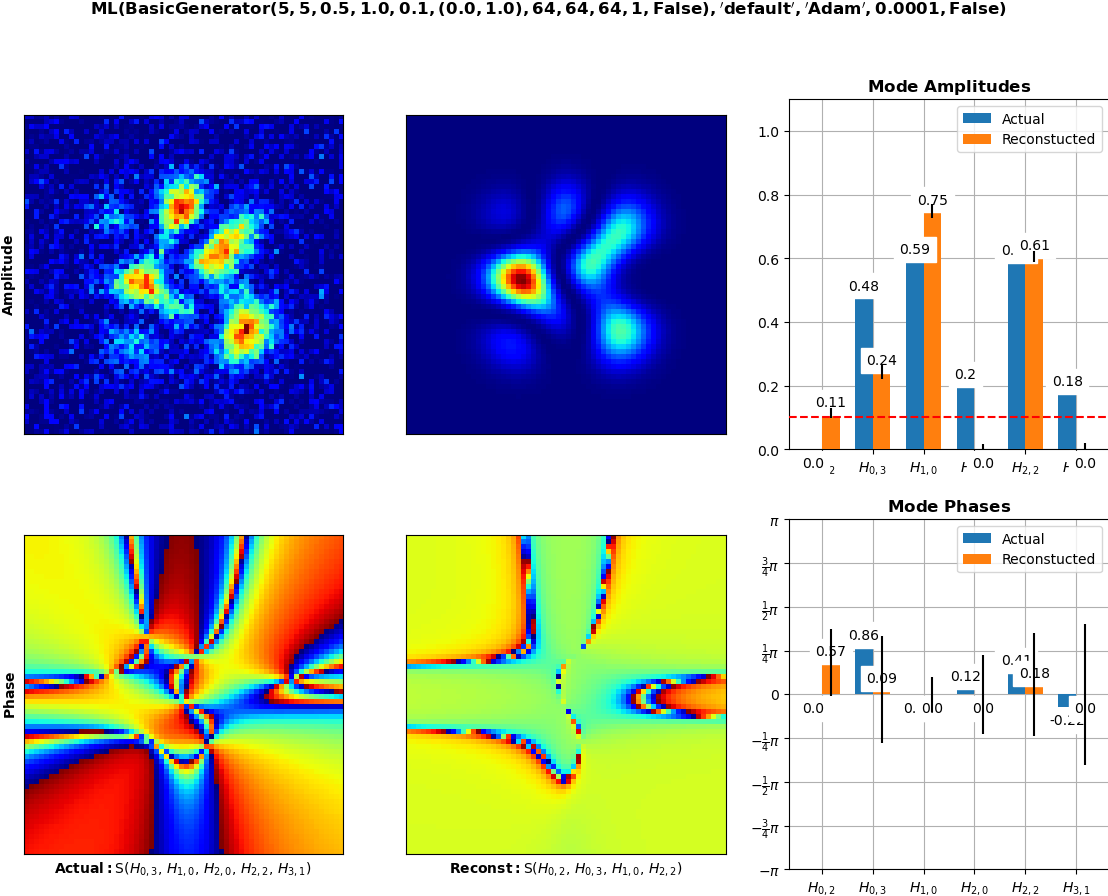 ML(BasicGenerator(5, 5, 0.5, 1.0, 0.1, (0.0, 1.0), 64, 64, 64, 1, False), ′default′, ′Adam′, 0.0001, False)
Amplitude
Mode Amplitudes
Actual
Reconstucted
1.0
0.8
0.6
0.4
0.2
0.0
0.0
0.11
0.48
0.24
0.59
0.75
0.2
0.0
0.
0.61
0.18
0.0
2
H0,3
H1,0
H2,2
Phase
Mode Phases
Actual
Reconstucted
π
3/4π
1/2π
1/4π
0
−1/4π
−1/2π
−3/4π
−π
0.0
0.57
0.86
0.09
0.12
0.0
0.41
0.18
-0.22
0.0
H0,2
H0,3
H1,0
H2,0
H2,2
H3,1
Actual: S(H0,3, H1,0, H2,0, H2,2, H3,1)
Reconst: S(H0,2, H0,3, H1,0, H2,2)